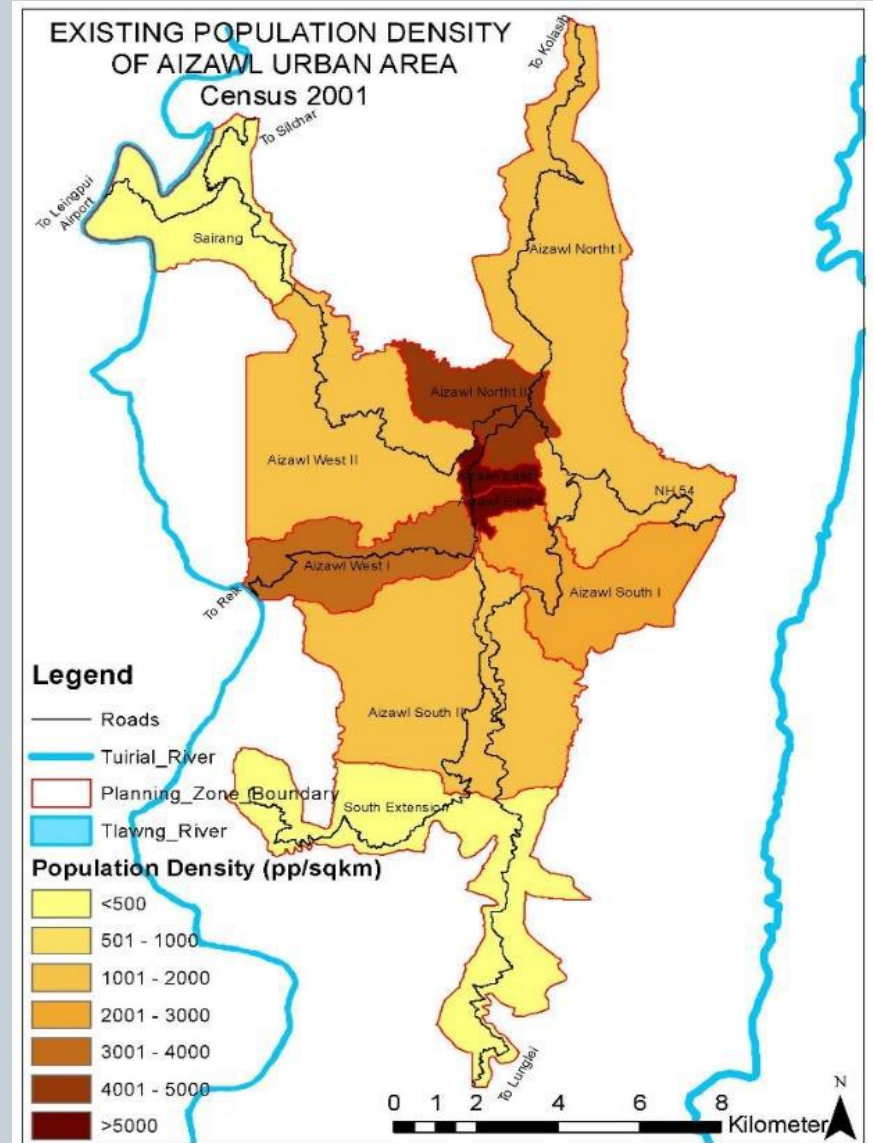 EXISTING POPULATION DENSITY
OF AIZAWL URBAN AREA
Census 2001
To Kolasib
To Silchar
To Leingpui
Airport
Sairang
Aizawl Northt I
Aizawl Northt II
Aizawl West II
NH 54
Aizawl West I
Aizawl South I
To Reik
Aizawl South II
South Extension
To Lunglei
Legend
Roads
Tuirial_River
Planning_Zone_Boundary
Tlawng_River
Population Density (pp/sqkm)
<500
501 - 1000
1001 - 2000
2001 - 3000
3001 - 4000
4001 - 5000
>5000
0 1 2 4 6 8
Kilometer
N